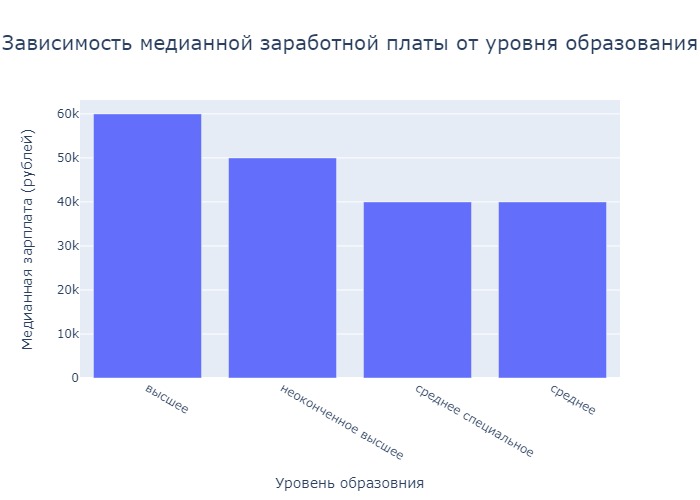 Зависимость медианной заработной платы от уровня образования
Медианная зарплата (рублей)
60k
50k
40k
30k
20k
10k
0
высшее
неоконченное высшее
среднее специальное
среднее
Уровень образовния